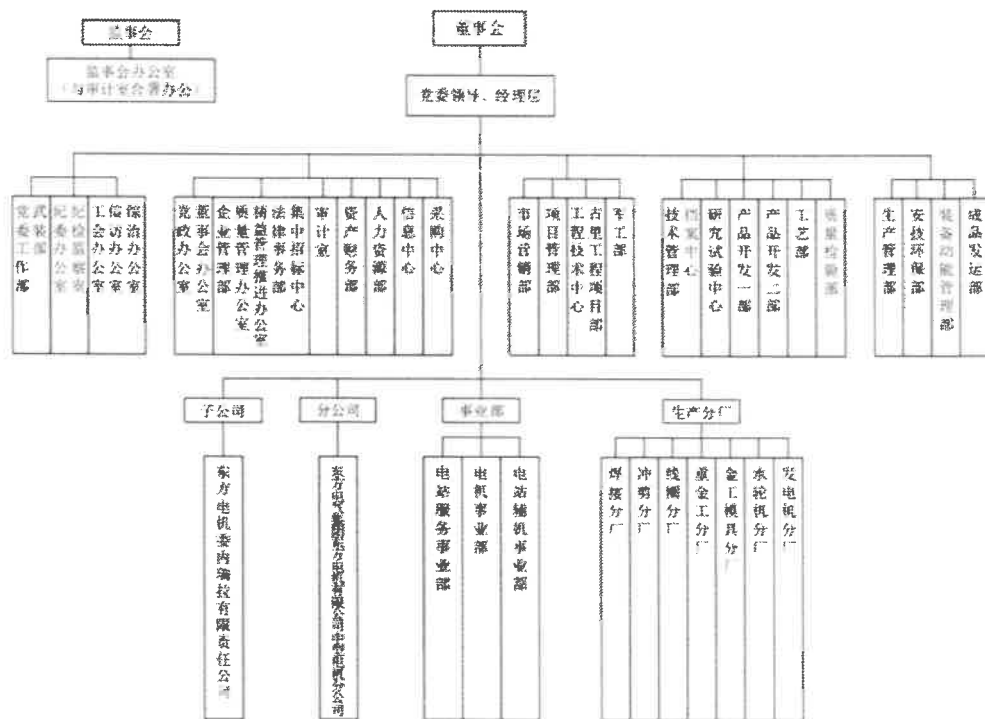 监事会
董事会
监事会办公室
(与审计室合署办公)
党委领导、经理层
党委工作部
武装部
纪委办公室
纪检监察室
工会办公室
信访办公室
综治办公室
党政办公室
董事会办公室
企业管理部
质量管理办公室
精益管理推进办公室
法律事务部
集中招标中心
审计室
资产财务部
人力资源部
信息中心
采购中心
市场营销部
项目管理部
工程技术中心
古里工程项目部
军工部
技术管理部
档案中心
研究试验中心
产品开发一部
产品开发二部
工艺部
质量检验部
生产管理部
安技环保部
装备功能管理部
成品发运部
子公司
分公司
事业部
生产分厂
东方电机委内瑞拉有限责任公司
电站服务事业部
电机事业部
电站辅机事业部
焊接分厂
冲剪分厂
线圈分厂
重金工分厂
金工模具分厂
水轮机分厂
发电机分厂